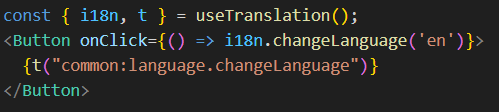 const { i18n, t } = useTranslation();
<Button onClick={() => i18n.changeLanguage('en')}>
  {t("common:language.changeLanguage")}
</Button>